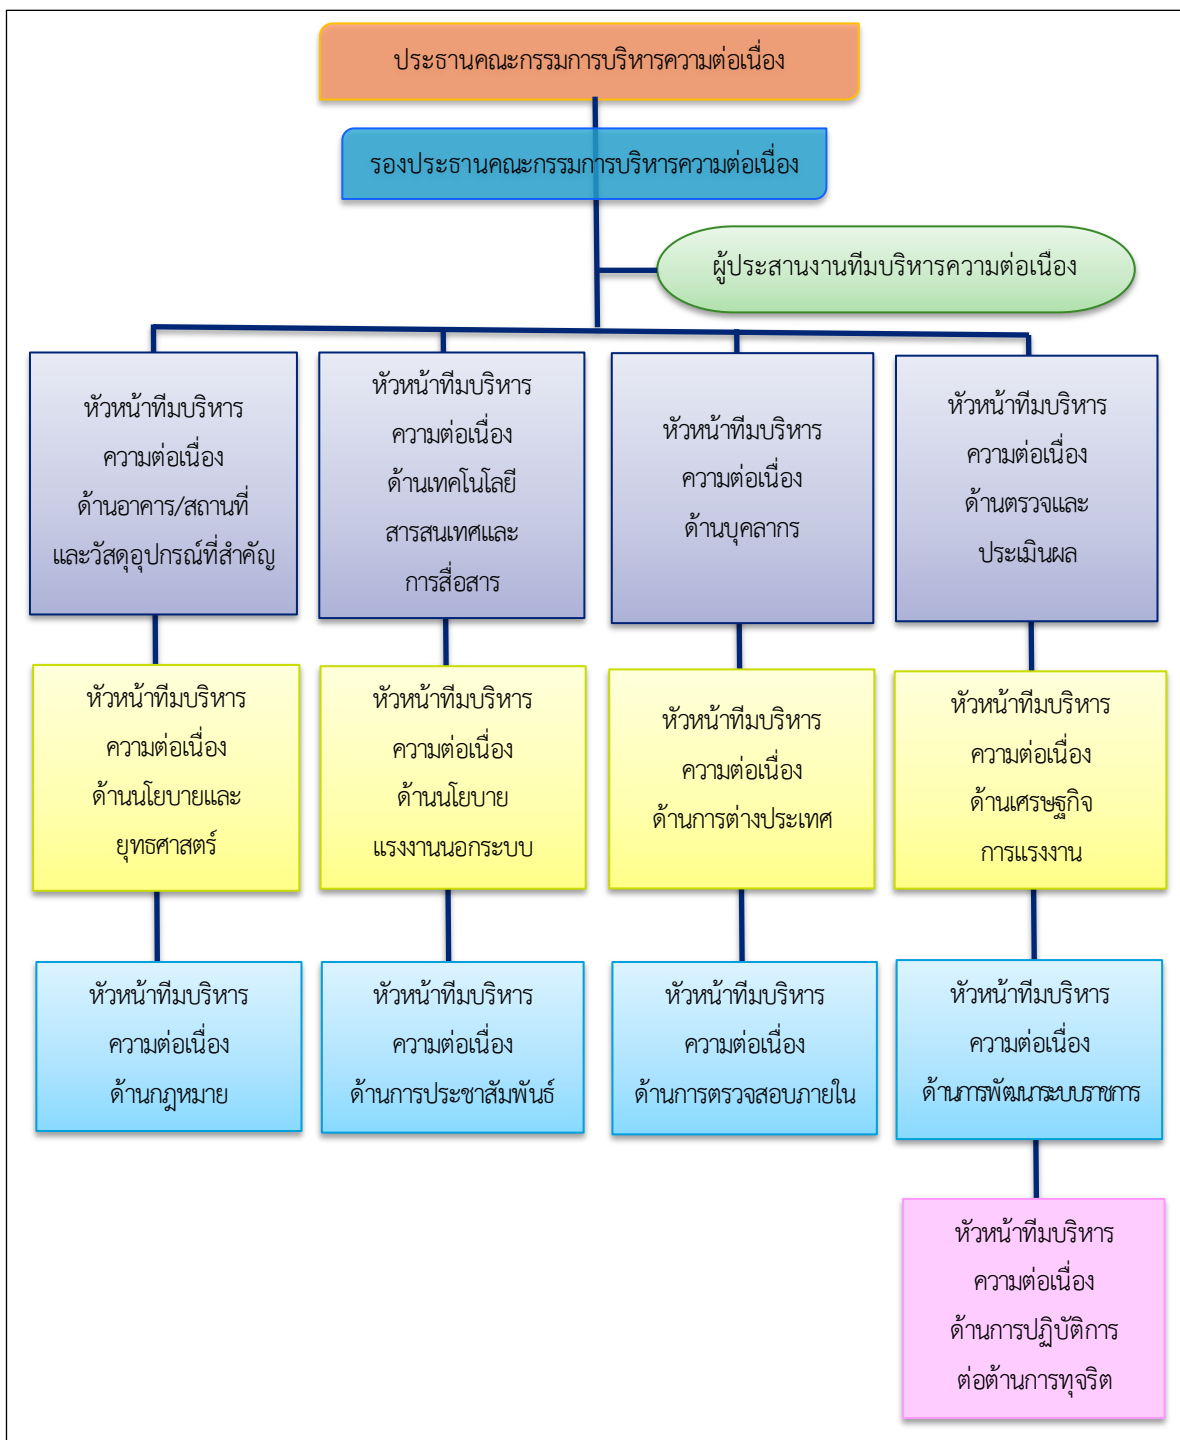 ประธานคณะกรรมการบริหารความต่อเนื่อง
รองประธานคณะกรรมการบริหารความต่อเนื่อง
ผู้ประสานงานทีมบริหารความต่อเนื่อง
หัวหน้าทีมบริหาร
ความต่อเนื่อง
ด้านอาคาร/สถานที่
และวัสดุอุปกรณ์ที่สำคัญ
หัวหน้าทีมบริหาร
ความต่อเนื่อง
ด้านเทคโนโลยี
สารสนเทศและ
การสื่อสาร
หัวหน้าทีมบริหาร
ความต่อเนื่อง
ด้านบุคลากร
หัวหน้าทีมบริหาร
ความต่อเนื่อง
ด้านตรวจและ
ประเมินผล
หัวหน้าทีมบริหาร
ความต่อเนื่อง
ด้านนโยบายและ
ยุทธศาสตร์
หัวหน้าทีมบริหาร
ความต่อเนื่อง
ด้านนโยบาย
แรงงานนอกระบบ
หัวหน้าทีมบริหาร
ความต่อเนื่อง
ด้านการต่างประเทศ
หัวหน้าทีมบริหาร
ความต่อเนื่อง
ด้านเศรษฐกิจ
การแรงงาน
หัวหน้าทีมบริหาร
ความต่อเนื่อง
ด้านกฎหมาย
หัวหน้าทีมบริหาร
ความต่อเนื่อง
ด้านการประชาสัมพันธ์
หัวหน้าทีมบริหาร
ความต่อเนื่อง
ด้านการตรวจสอบภายใน
หัวหน้าทีมบริหาร
ความต่อเนื่อง
ด้านการพัฒนาระบบราชการ
หัวหน้าทีมบริหาร
ความต่อเนื่อง
ด้านการปฏิบัติการ
ต่อต้านการทุจริต